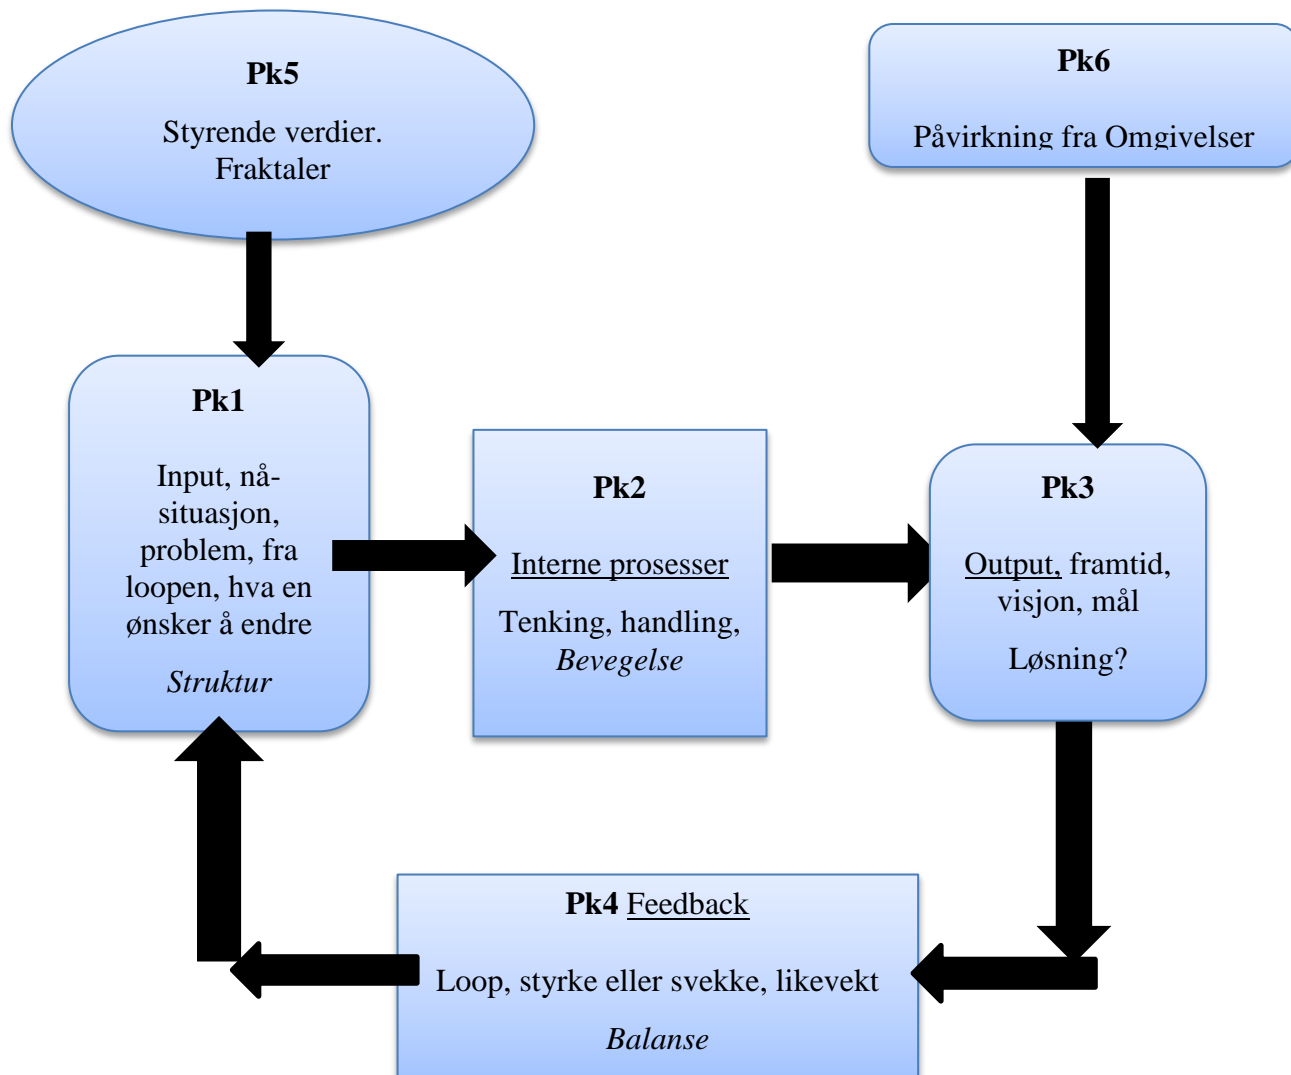 Pk5
Styrende verdier.
Fraktaler
Pk6
Påvirkning fra Omgivelser
Pk1
Input, nå-
situasjon,
problem, fra
loopen, hva en
ønsker å endre
Struktur
Pk2
Interne prosesser
Tenking, handling,
Bevegelse
Pk3
Output, framtid,
visjon, mål
Løsning?
Pk4 Feedback
Loop, styrke eller svekke, likevekt
Balanse